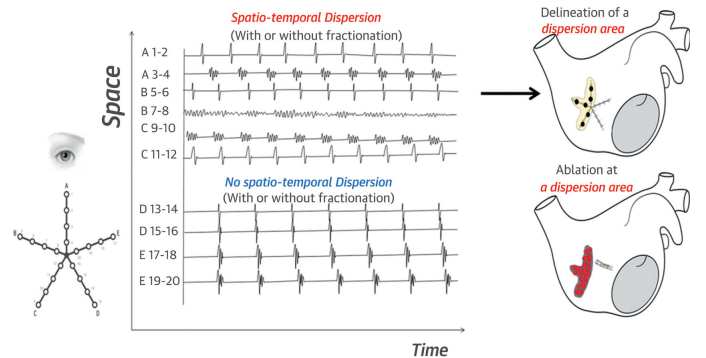 Spatio-temporal Dispersion
(With or without fractionation)
Space
A 1-2
A 3-4
B 5-6
B 7-8
C 9-10
C 11-12
No spatio-temporal Dispersion
(With or without fractionation)
D 13-14
D 15-16
E 17-18
E 19-20
Time
A
B
E
C
D
Delineation of a
dispersion area
Ablation at
a dispersion area